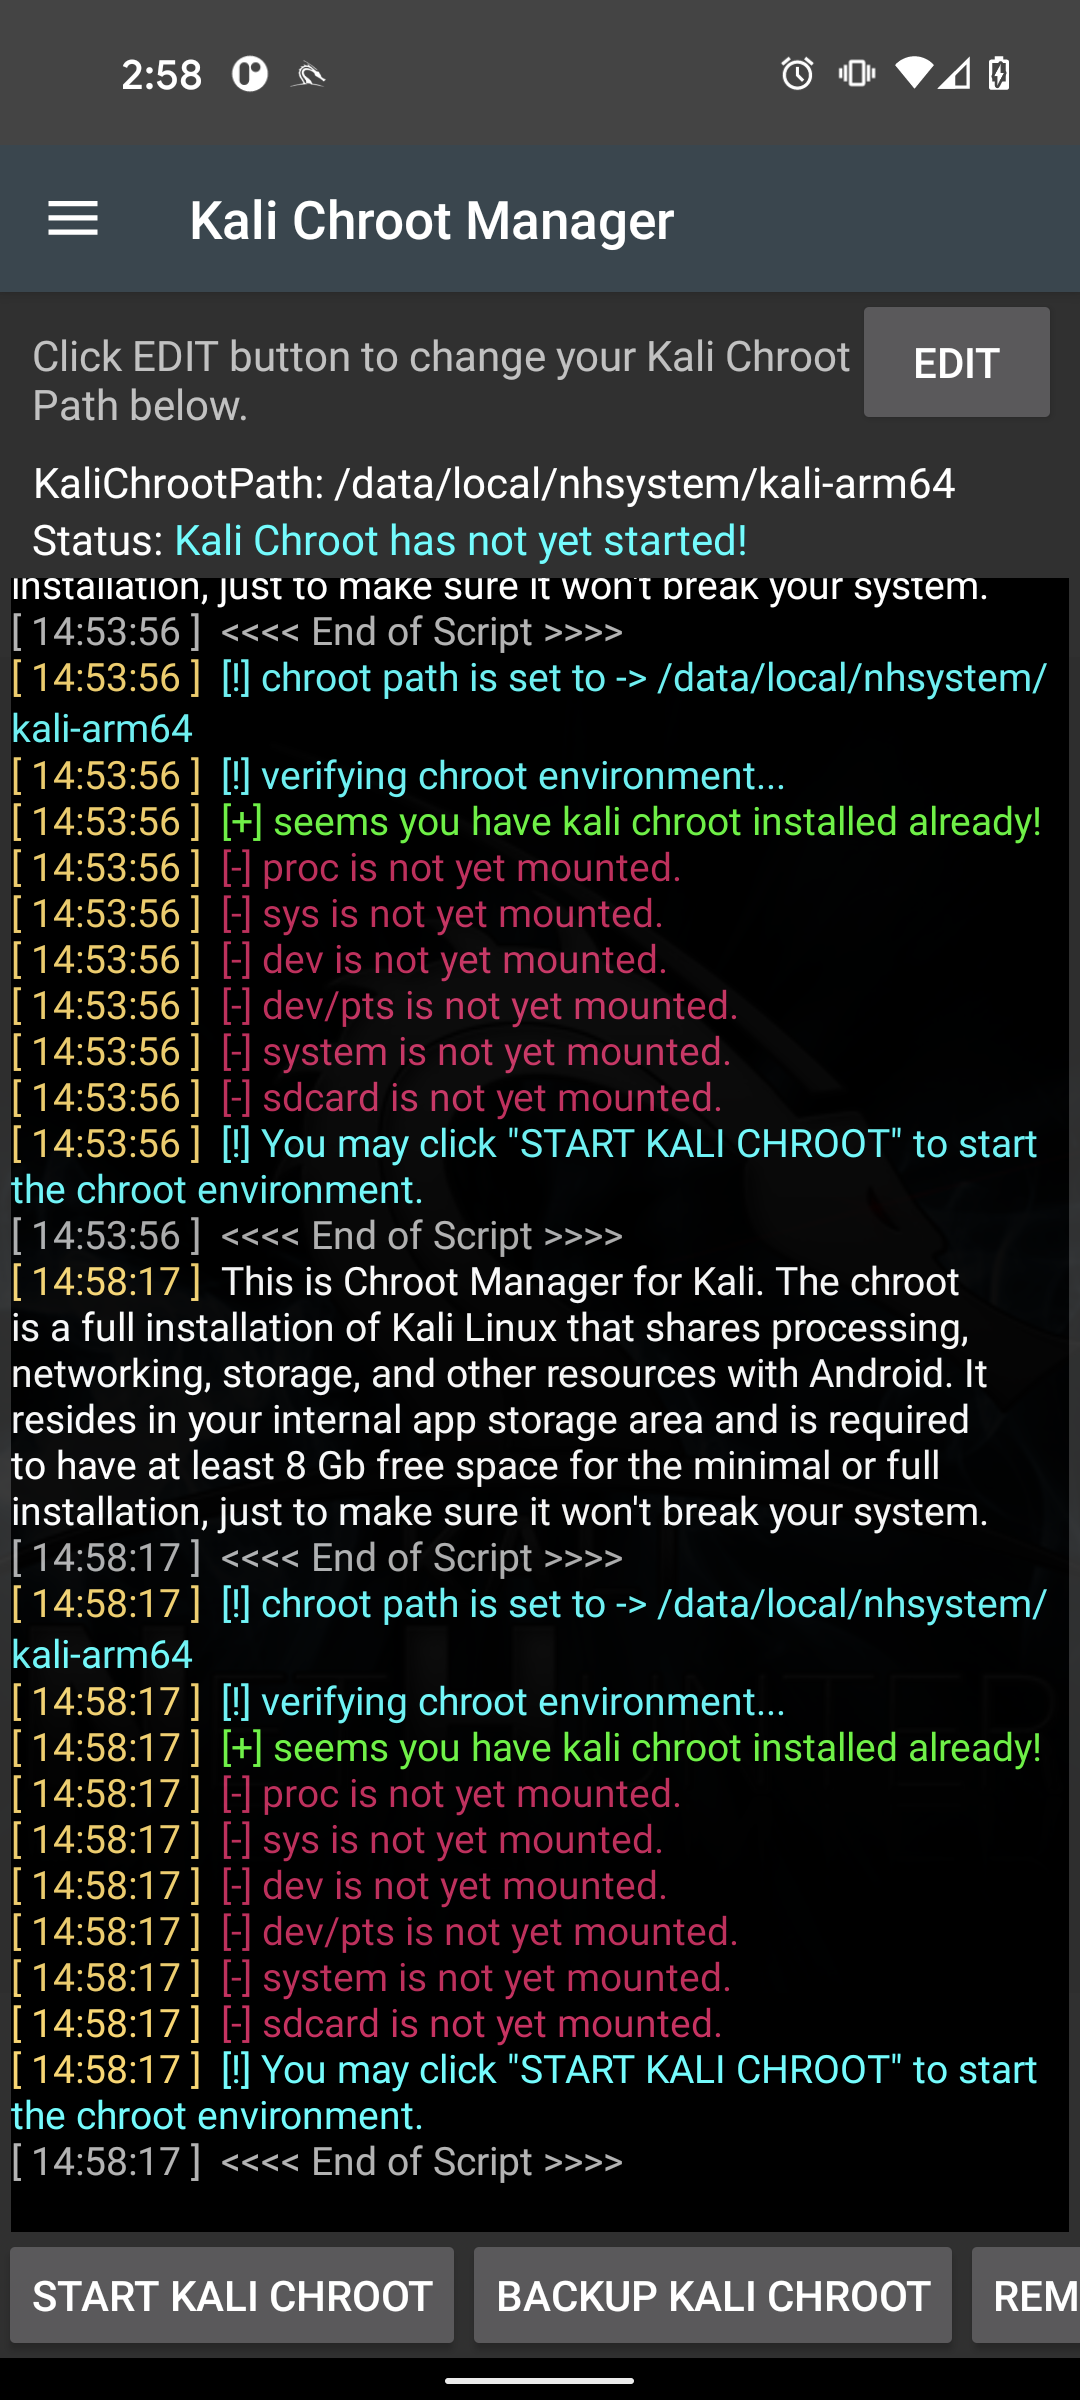 2:58
Kali Chroot Manager
Click EDIT button to change your Kali Chroot
Path below.
EDIT
KaliChrootPath: /data/local/nhsystem/kali-arm64
Status: Kali Chroot has not yet started!
installation, just to make sure it won't break your system.
[ 14:53:56 ] <<<< End of Script >>>>
[ 14:53:56 ] [!] chroot path is set to -> /data/local/nhsystem/
kali-arm64
[ 14:53:56 ] [!] verifying chroot environment...
[ 14:53:56 ] [+] seems you have kali chroot installed already!
[ 14:53:56 ] [-] proc is not yet mounted.
[ 14:53:56 ] [-] sys is not yet mounted.
[ 14:53:56 ] [-] dev is not yet mounted.
[ 14:53:56 ] [-] dev/pts is not yet mounted.
[ 14:53:56 ] [-] system is not yet mounted.
[ 14:53:56 ] [-] sdcard is not yet mounted.
[ 14:53:56 ] [!] You may click "START KALI CHROOT" to start
the chroot environment.
[ 14:53:56 ] <<<< End of Script >>>>
[ 14:58:17 ] This is Chroot Manager for Kali. The chroot
is a full installation of Kali Linux that shares processing,
networking, storage, and other resources with Android. It
resides in your internal app storage area and is required
to have at least 8 Gb free space for the minimal or full
installation, just to make sure it won't break your system.
[ 14:58:17 ] <<<< End of Script >>>>
[ 14:58:17 ] [!] chroot path is set to -> /data/local/nhsystem/
kali-arm64
[ 14:58:17 ] [!] verifying chroot environment...
[ 14:58:17 ] [+] seems you have kali chroot installed already!
[ 14:58:17 ] [-] proc is not yet mounted.
[ 14:58:17 ] [-] sys is not yet mounted.
[ 14:58:17 ] [-] dev is not yet mounted.
[ 14:58:17 ] [-] dev/pts is not yet mounted.
[ 14:58:17 ] [-] system is not yet mounted.
[ 14:58:17 ] [-] sdcard is not yet mounted.
[ 14:58:17 ] [!] You may click "START KALI CHROOT" to start
the chroot environment.
[ 14:58:17 ] <<<< End of Script >>>>
START KALI CHROOT
BACKUP KALI CHROOT
REM